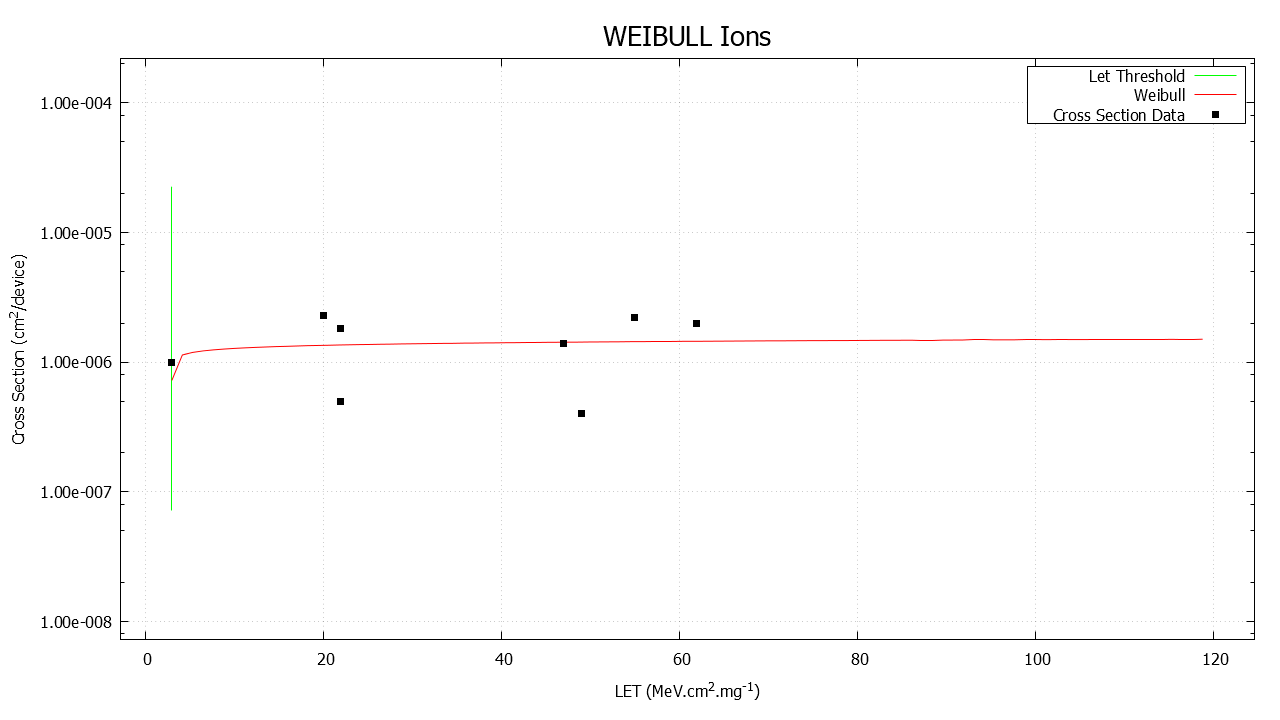 WEIBULL Ions
Let Threshold
Weibull
Cross Section Data
1.00e-004
1.00e-005
1.00e-006
1.00e-007
1.00e-008
Cross Section (cm²/device)
0 20 40 60 80 100 120
LET (MeV.cm².mg⁻¹)